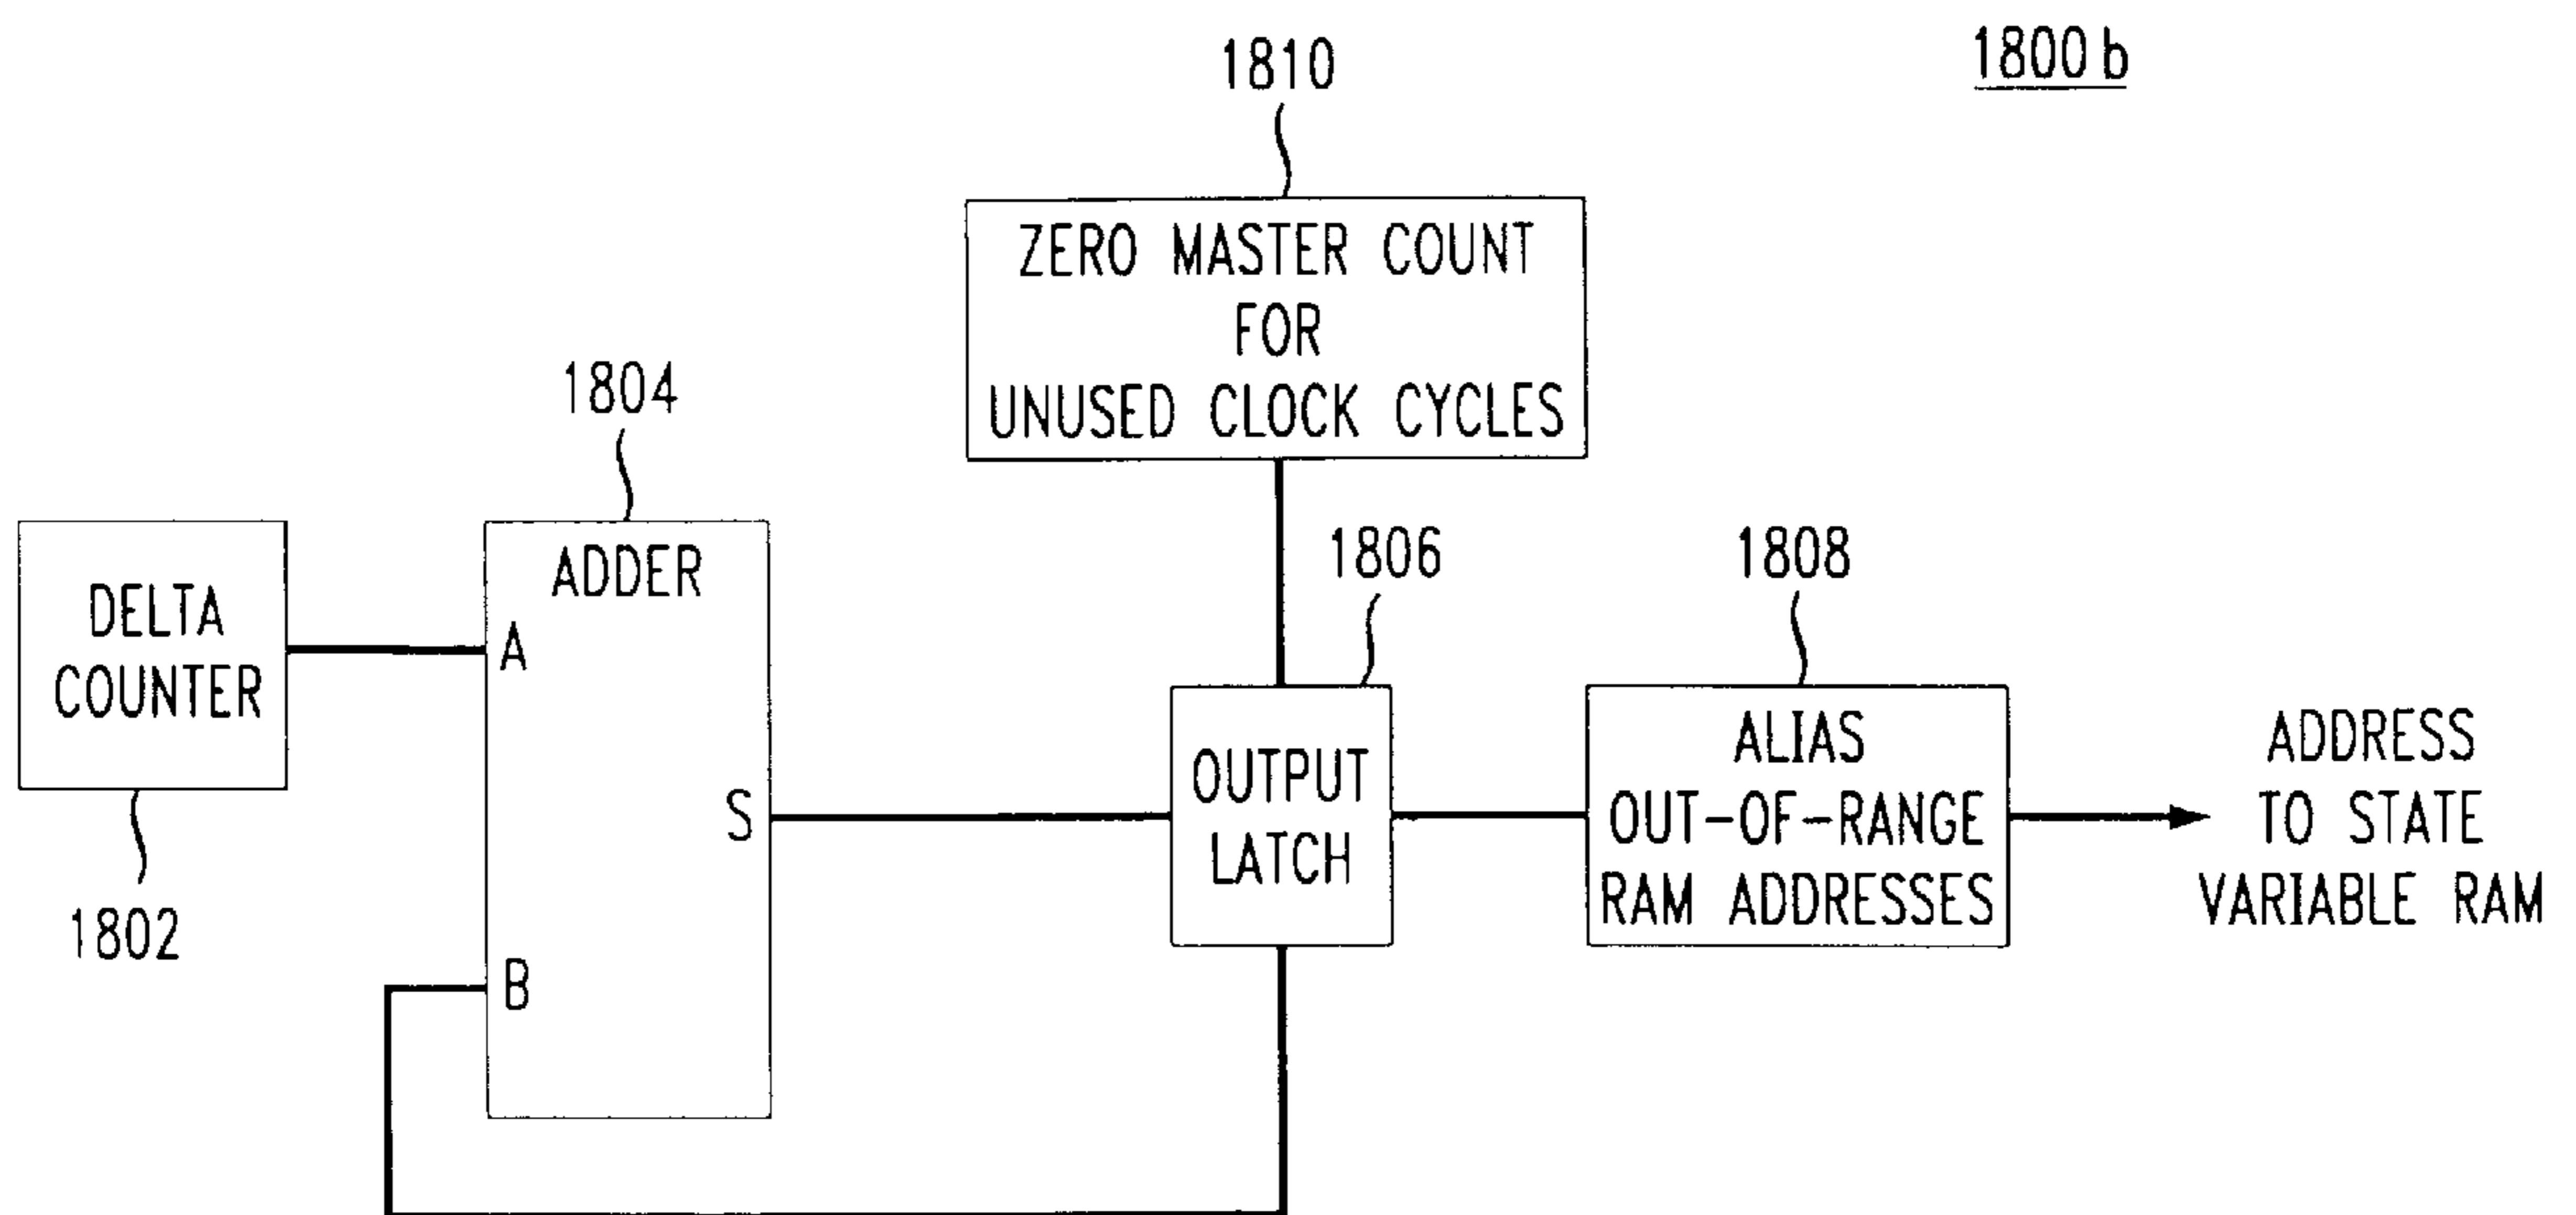 1800 b
1810
ZERO MASTER COUNT
FOR
UNUSED CLOCK CYCLES
1804
ADDER
A
B
S
DELTA
COUNTER
1802
1806
OUTPUT
LATCH
1808
ALIAS
OUT-OF-RANGE
RAM ADDRESSES
ADDRESS
TO STATE
VARIABLE RAM